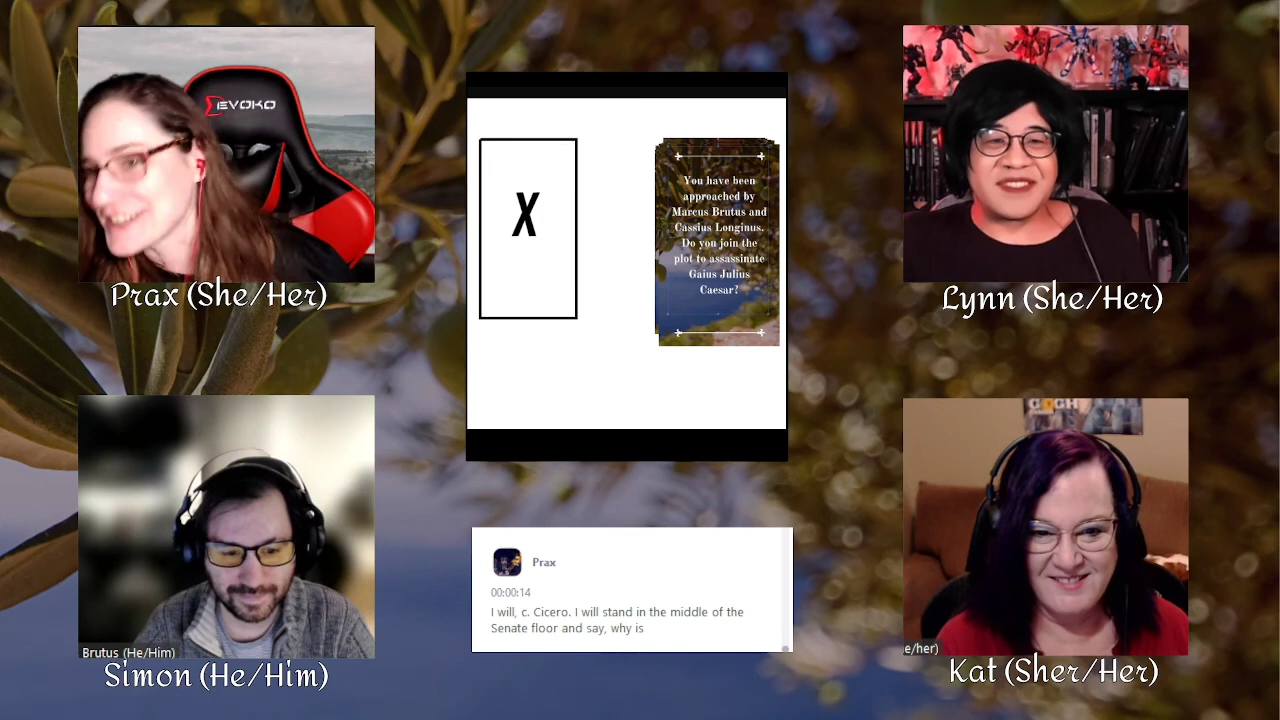 EVOKO
Prax (She/Her)
X
You have been
approached by
Marcus Brutus and
Cassius Longinus.
Do you join the
plot to assassinate
Gaius Julius
Caesar?
Lynn (She/Her)
Brutus (He/Him)
Simon (He/Him)
Prax
00:00:14
I will, c. Cicero. I will stand in the middle of the
Senate floor and say, why is
GOGH
e/her)
Kat (Sher/Her)